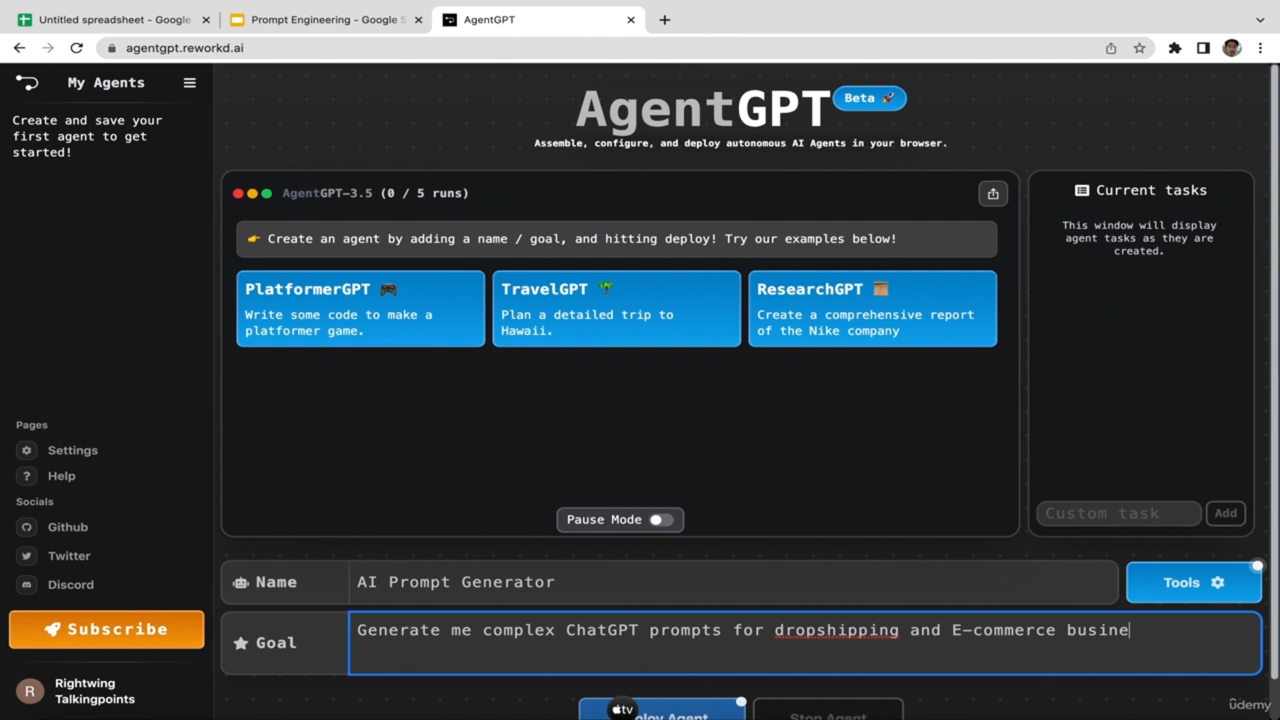 Untitled spreadsheet - Google
Prompt Engineering - Google S
AgentGPT
agentgpt.reworkd.ai
My Agents
Create and save your
first agent to get
started!
AgentGPT
Beta
Assemble, configure, and deploy autonomous AI Agents in your browser.
AgentGPT-3.5 (0 / 5 runs)
Create an agent by adding a name / goal, and hitting deploy! Try our examples below!
PlatformerGPT
Write some code to make a
platformer game.
TravelGPT
Plan a detailed trip to
Hawaii.
ResearchGPT
Create a comprehensive report
of the Nike company
Pause Mode
Current tasks
This window will display
agent tasks as they are
created.
Custom task
Add
Pages
Settings
? Help
Socials
Github
Twitter
Discord
Subscribe
R
Rightwing
Talkingpoints
Name
AI Prompt Generator
Tools
Goal
Generate me complex ChatGPT prompts for dropshipping and E-commerce busine
tv
Agent
Stop Agent
udemy